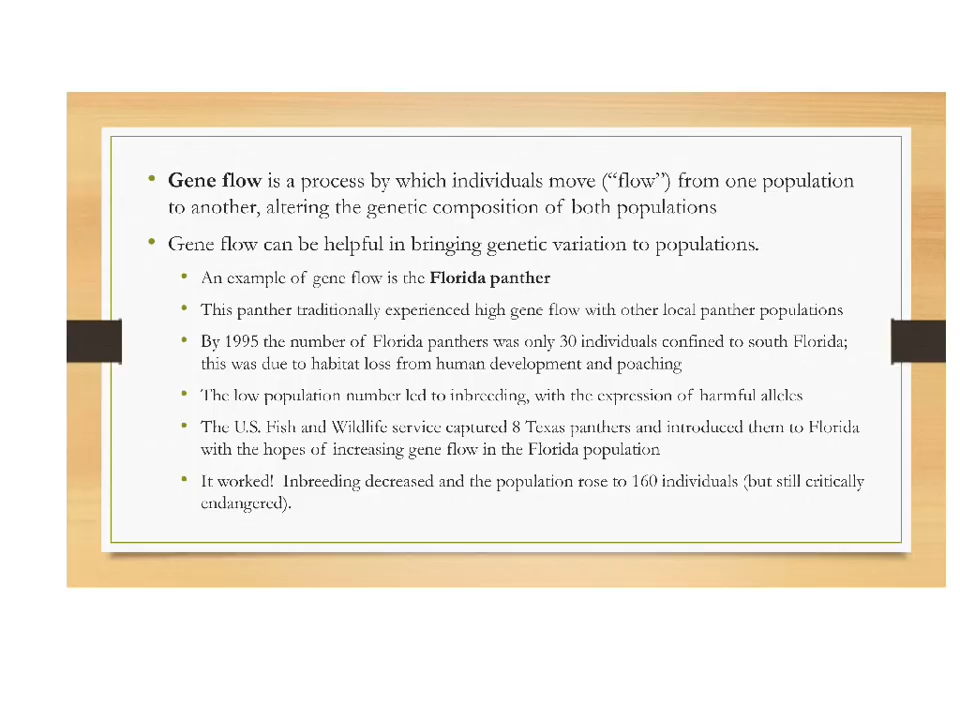 • Gene flow is a process by which individuals move (“flow”) from one population
to another, altering the genetic composition of both populations
• Gene flow can be helpful in bringing genetic variation to populations.
• An example of gene flow is the Florida panther
• This panther traditionally experienced high gene flow with other local panther populations
• By 1995 the number of Florida panthers was only 30 individuals confined to south Florida;
this was due to habitat loss from human development and poaching
• The low population number led to inbreeding, with the expression of harmful alleles
• The U.S. Fish and Wildlife service captured 8 Texas panthers and introduced them to Florida
with the hopes of increasing gene flow in the Florida population
• It worked! Inbreeding decreased and the population rose to 160 individuals (but still critically
endangered).